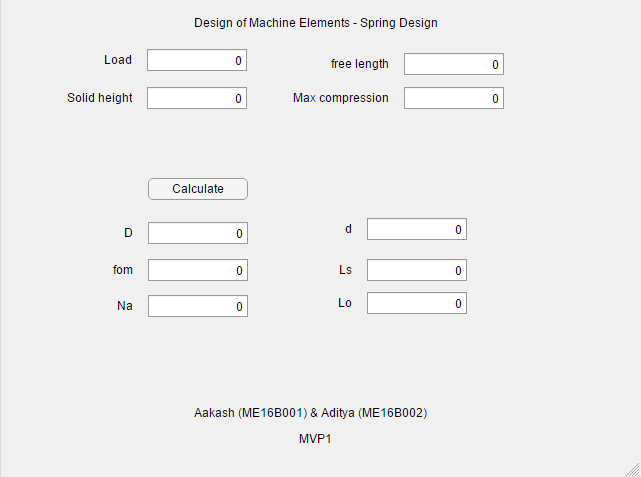 Design of Machine Elements - Spring Design
Load 0
free length 0
Solid height 0
Max compression 0
Calculate
D 0
d 0
fom 0
Ls 0
Na 0
Lo 0
Aakash (ME16B001) & Aditya (ME16B002)
MVP1